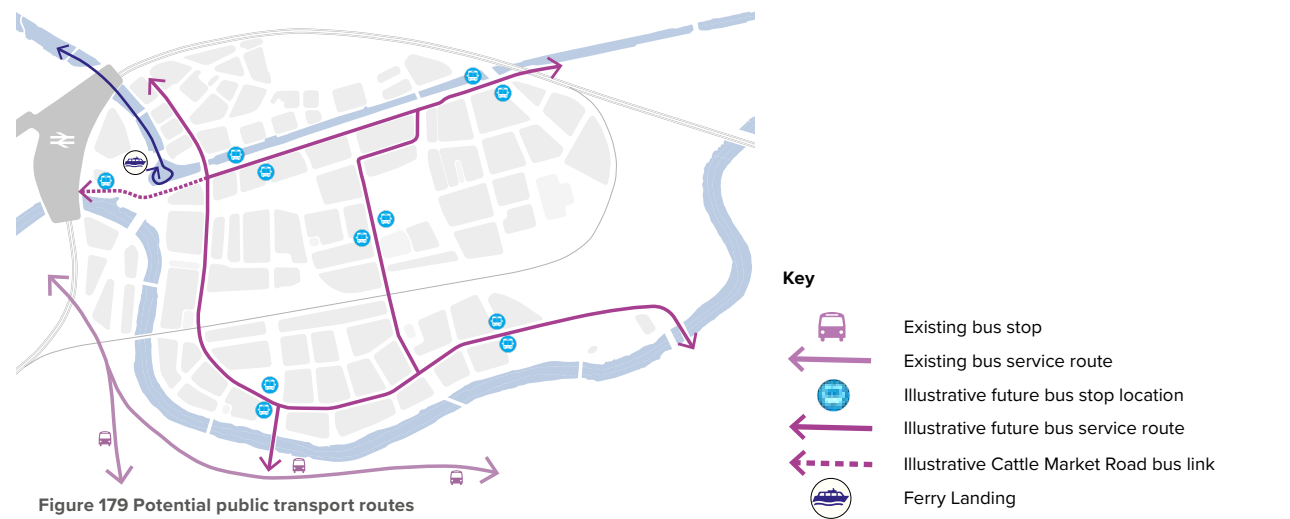 Key
Existing bus stop
Existing bus service route
Illustrative future bus stop location
Illustrative future bus service route
Illustrative Cattle Market Road bus link
Ferry Landing
Figure 179 Potential public transport routes